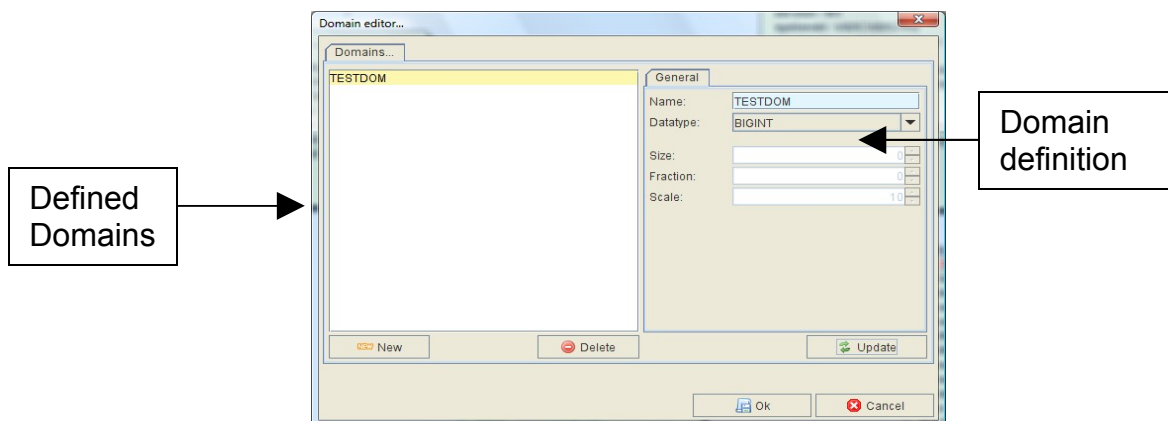 Domain editor...
Domains...
TESTDOM
General
Name: TESTDOM
Datatype: BIGINT
Size: 0
Fraction: 0
Scale: 10
NEW New
Delete
Update
Ok
Cancel
Defined
Domains
Domain
definition